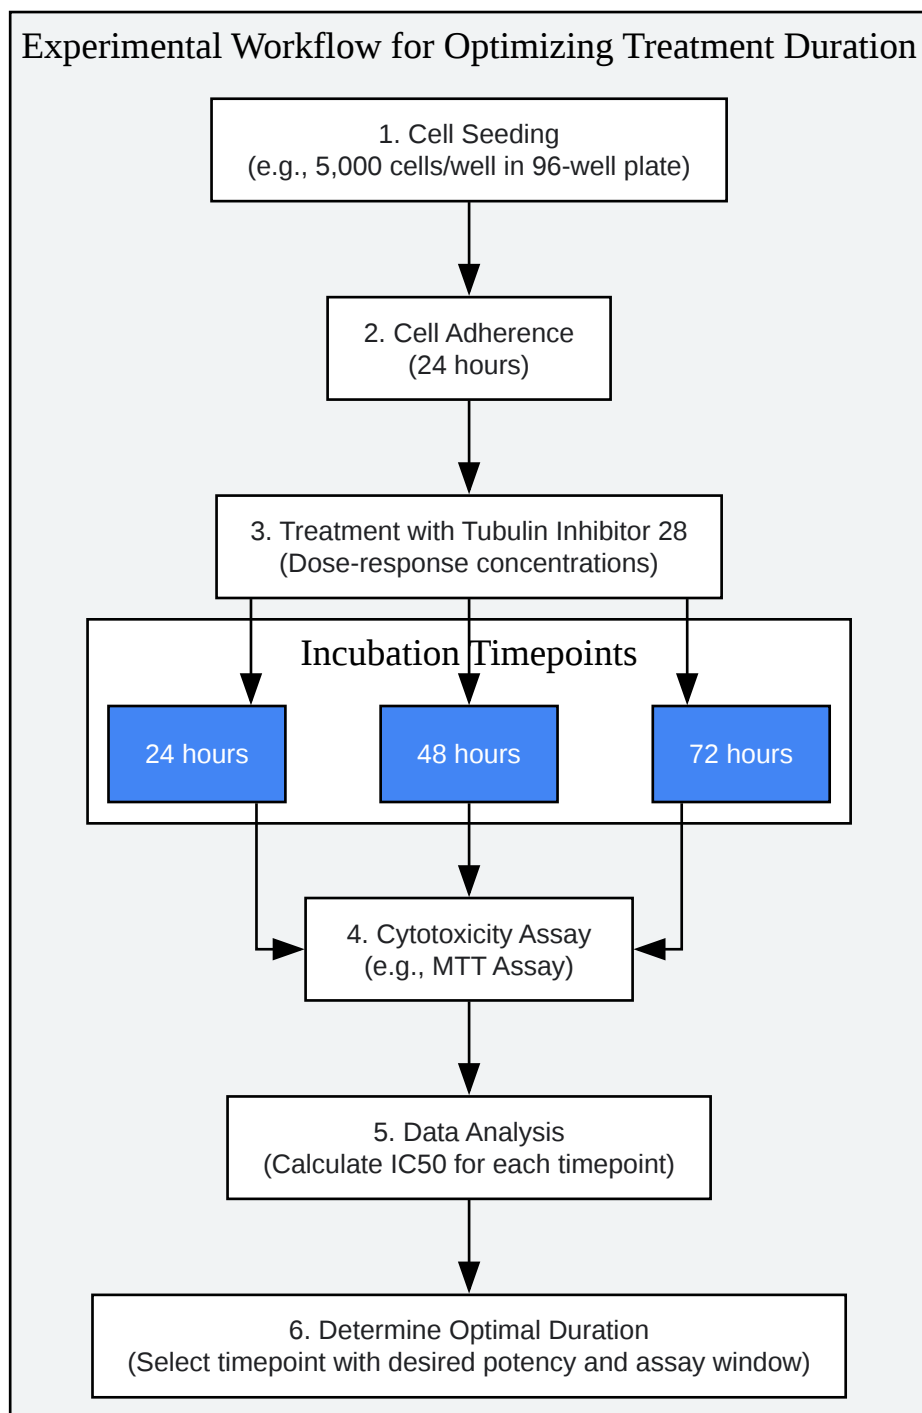 Experimental Workflow for Optimizing Treatment Duration
1. Cell Seeding
(e.g., 5,000 cells/well in 96-well plate)
2. Cell Adherence
(24 hours)
3. Treatment with Tubulin Inhibitor 28
(Dose-response concentrations)
Incubation Timepoints
24 hours
48 hours
72 hours
4. Cytotoxicity Assay
(e.g., MTT Assay)
5. Data Analysis
(Calculate IC50 for each timepoint)
6. Determine Optimal Duration
(Select timepoint with desired potency and assay window)